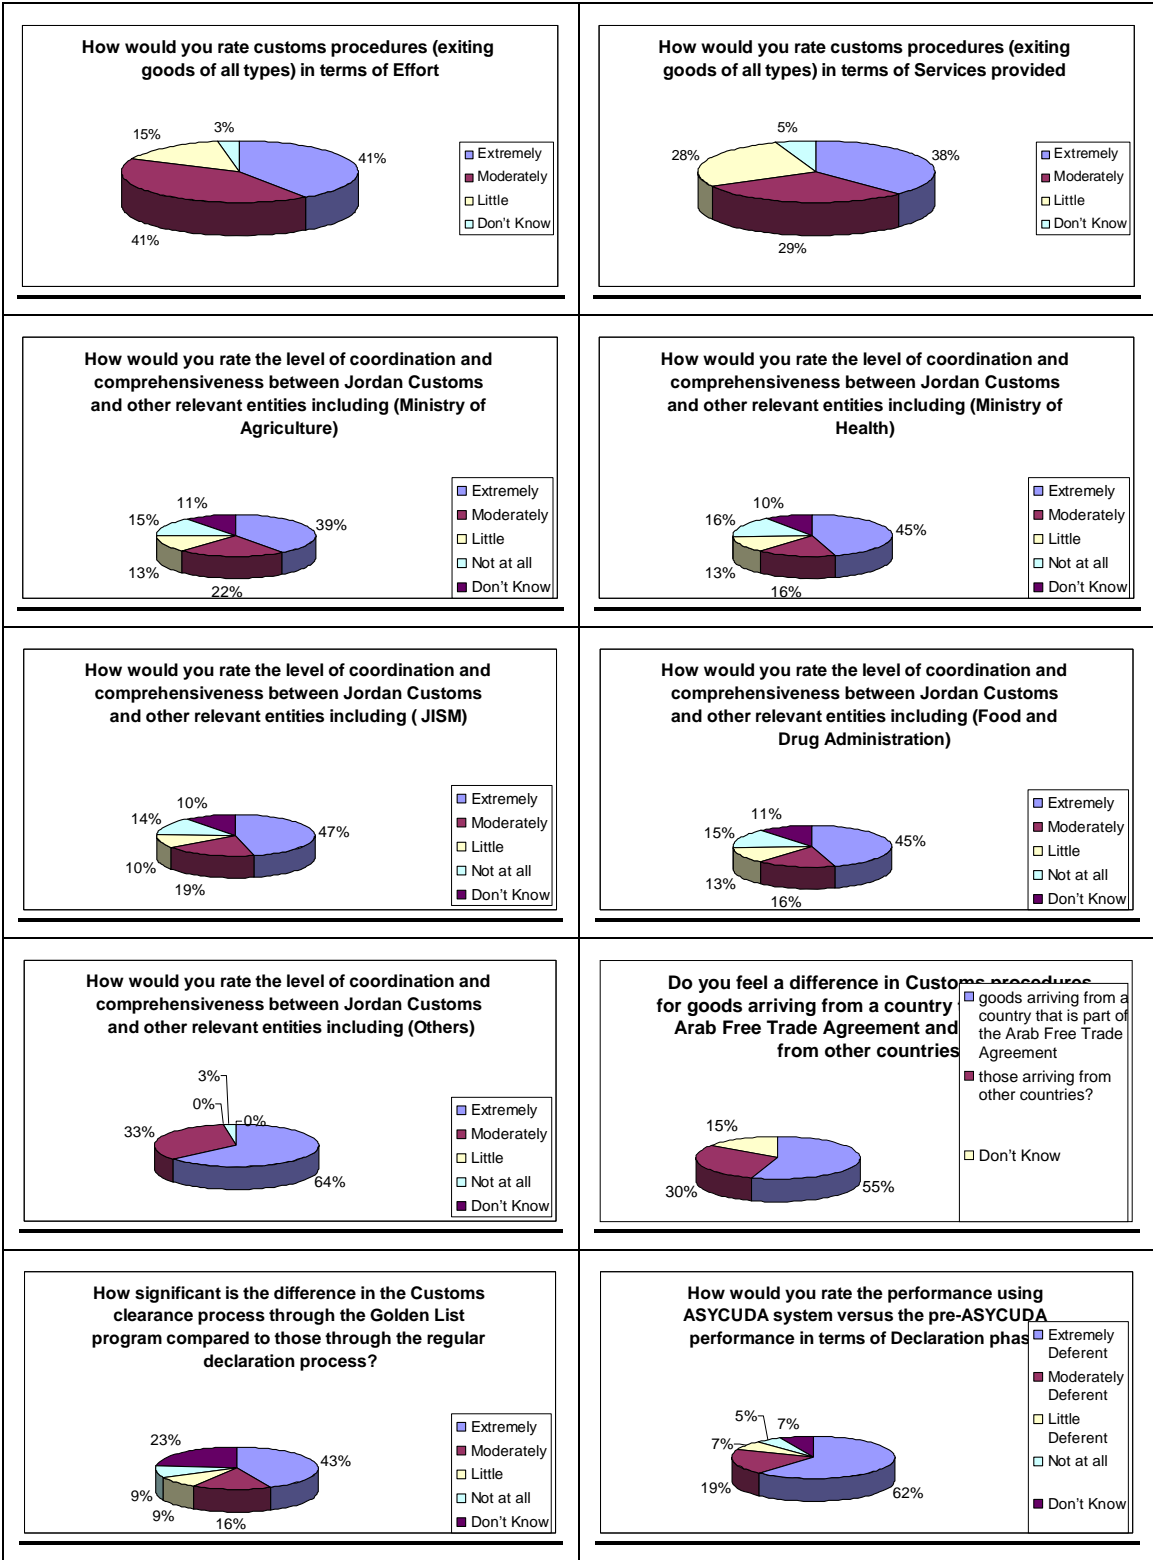 How would you rate customs procedures (exiting
goods of all types) in terms of Effort
3%
15%
41%
41%
Extremely
Moderately
Little
Don't Know
How would you rate customs procedures (exiting
goods of all types) in terms of Services provided
5%
28%
38%
29%
Extremely
Moderately
Little
Don't Know
How would you rate the level of coordination and
comprehensiveness between Jordan Customs
and other relevant entities including (Ministry of
Agriculture)
11%
15%
39%
13%
22%
Extremely
Moderately
Little
Not at all
Don't Know
How would you rate the level of coordination and
comprehensiveness between Jordan Customs
and other relevant entities including (Ministry of
Health)
10%
16%
45%
13%
16%
Extremely
Moderately
Little
Not at all
Don't Know
How would you rate the level of coordination and
comprehensiveness between Jordan Customs
and other relevant entities including ( JISM)
10%
14%
47%
10%
19%
Extremely
Moderately
Little
Not at all
Don't Know
How would you rate the level of coordination and
comprehensiveness between Jordan Customs
and other relevant entities including (Food and
Drug Administration)
11%
15%
45%
13%
16%
Extremely
Moderately
Little
Not at all
Don't Know
How would you rate the level of coordination and
comprehensiveness between Jordan Customs
and other relevant entities including (Others)
3%
0%
0%
33%
64%
Extremely
Moderately
Little
Not at all
Don't Know
Do you feel a difference in Customs procedures
for goods arriving from a country
Arab Free Trade Agreement and
from other countries
15%
30%
55%
goods arriving from a
country that is part of
the Arab Free Trade
Agreement
those arriving from
other countries?
Don't Know
How significant is the difference in the Customs
clearance process through the Golden List
program compared to those through the regular
declaration process?
23%
43%
9%
9%
16%
Extremely
Moderately
Little
Not at all
Don't Know
How would you rate the performance using
ASYCUDA system versus the pre-ASYCUDA
performance in terms of Declaration phas
5%
7%
7%
19%
62%
Extremely
Deferent
Moderately
Deferent
Little
Deferent
Not at all
Don't Know